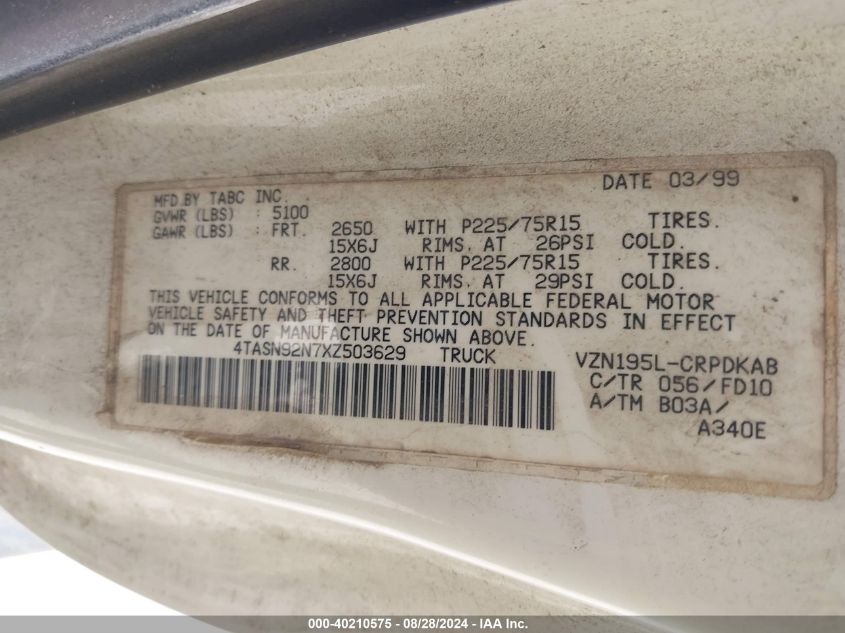 DATE 03/99
MFD.BY TABC INC.
GVWR (LBS) : 5100
GAWR (LBS) : FRT. 2650 WITH P225/75R15 TIRES.
15X6J RIMS. AT 26PSI COLD.
RR. 2800 WITH P225/75R15 TIRES.
15X6J RIMS. AT 29PSI COLD.
THIS VEHICLE CONFORMS TO ALL APPLICABLE FEDERAL MOTOR
VEHICLE SAFETY AND THEFT PREVENTION STANDARDS IN EFFECT
ON THE DATE OF MANUFACTURE SHOWN ABOVE.
4TASN92N7XZ503629 TRUCK VZN195L-CRPDKAB
C/TR 056/FD10
A/TM B03A/
A340E
000-40210575 - 08/28/2024 - IAA Inc.